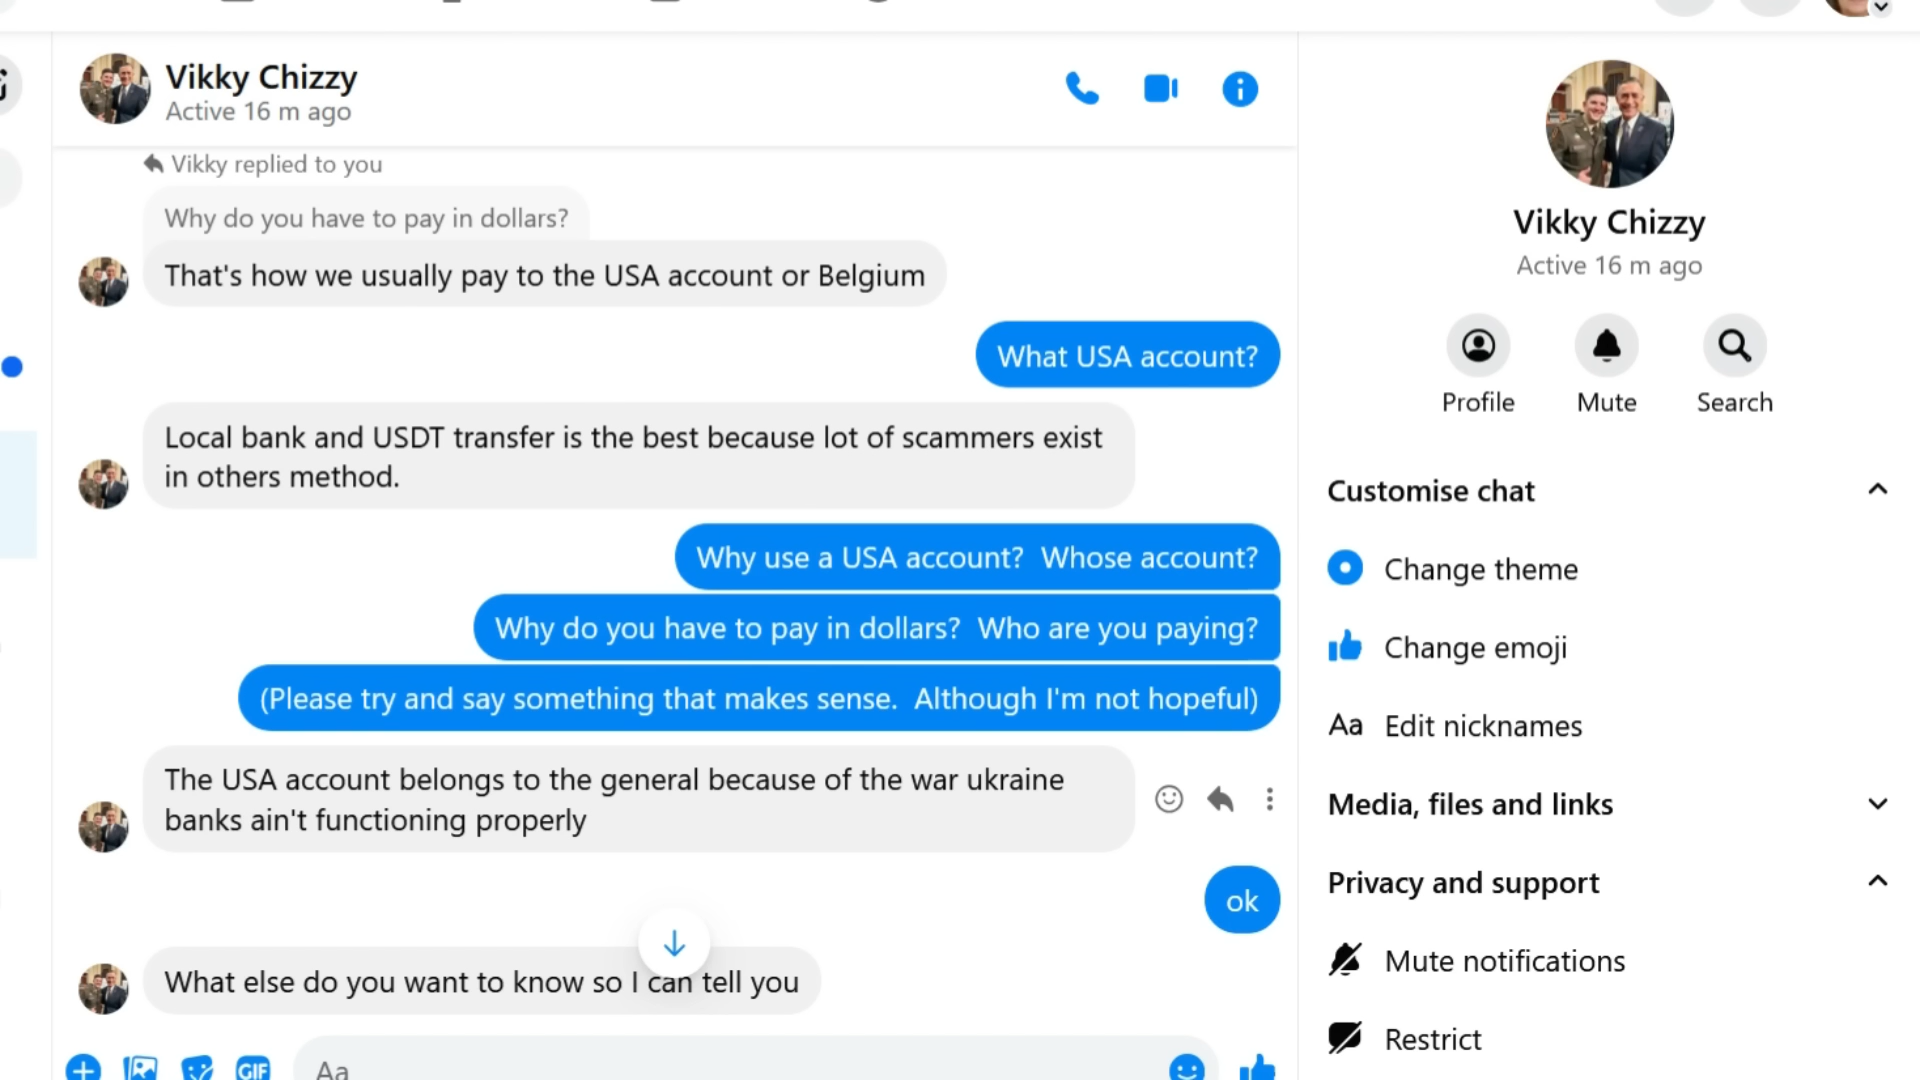 Vikky Chizzy
Active 16 m ago
Vikky replied to you
Why do you have to pay in dollars?
That's how we usually pay to the USA account or Belgium
What USA account?
Local bank and USDT transfer is the best because lot of scammers exist
in others method.
Why use a USA account?  Whose account?
Why do you have to pay in dollars?  Who are you paying?
(Please try and say something that makes sense.  Although I'm not hopeful)
The USA account belongs to the general because of the war ukraine
banks ain't functioning properly
ok
What else do you want to know so I can tell you
GIF
Aa
Vikky Chizzy
Active 16 m ago
Profile
Mute
Search
Customise chat
Change theme
Change emoji
Aa Edit nicknames
Media, files and links
Privacy and support
Mute notifications
Restrict